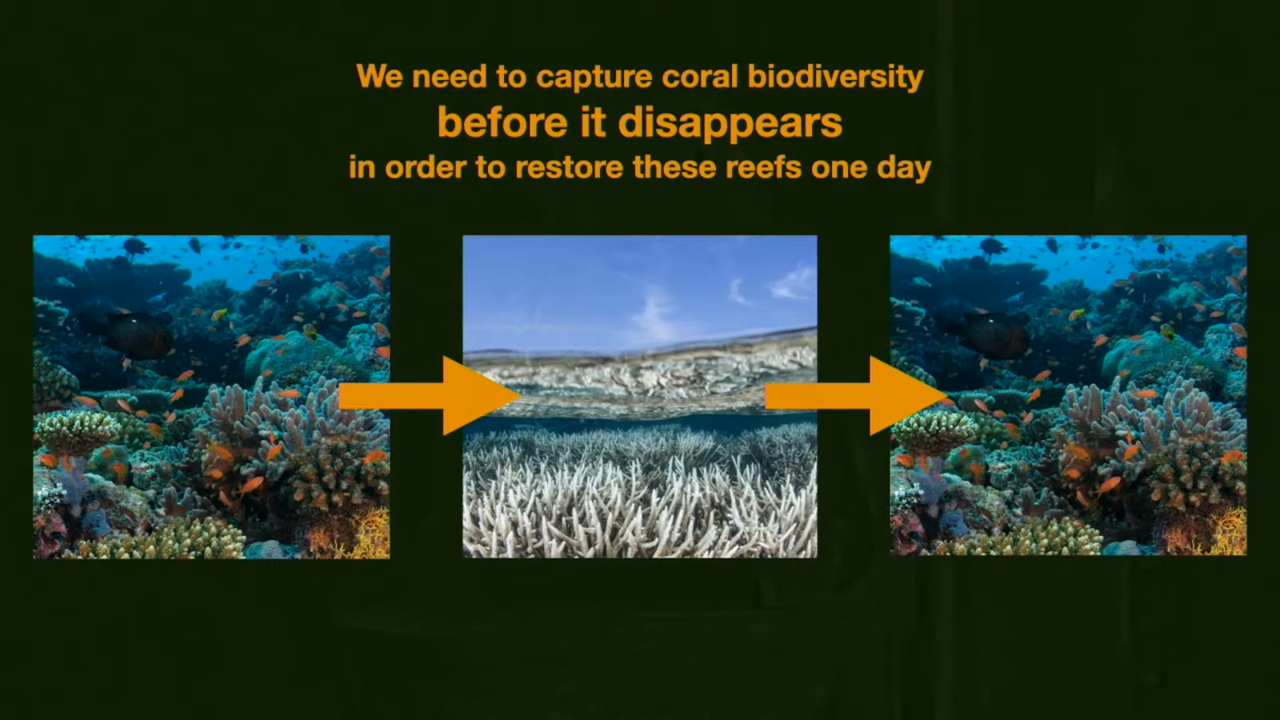 We need to capture coral biodiversity
before it disappears
in order to restore these reefs one day